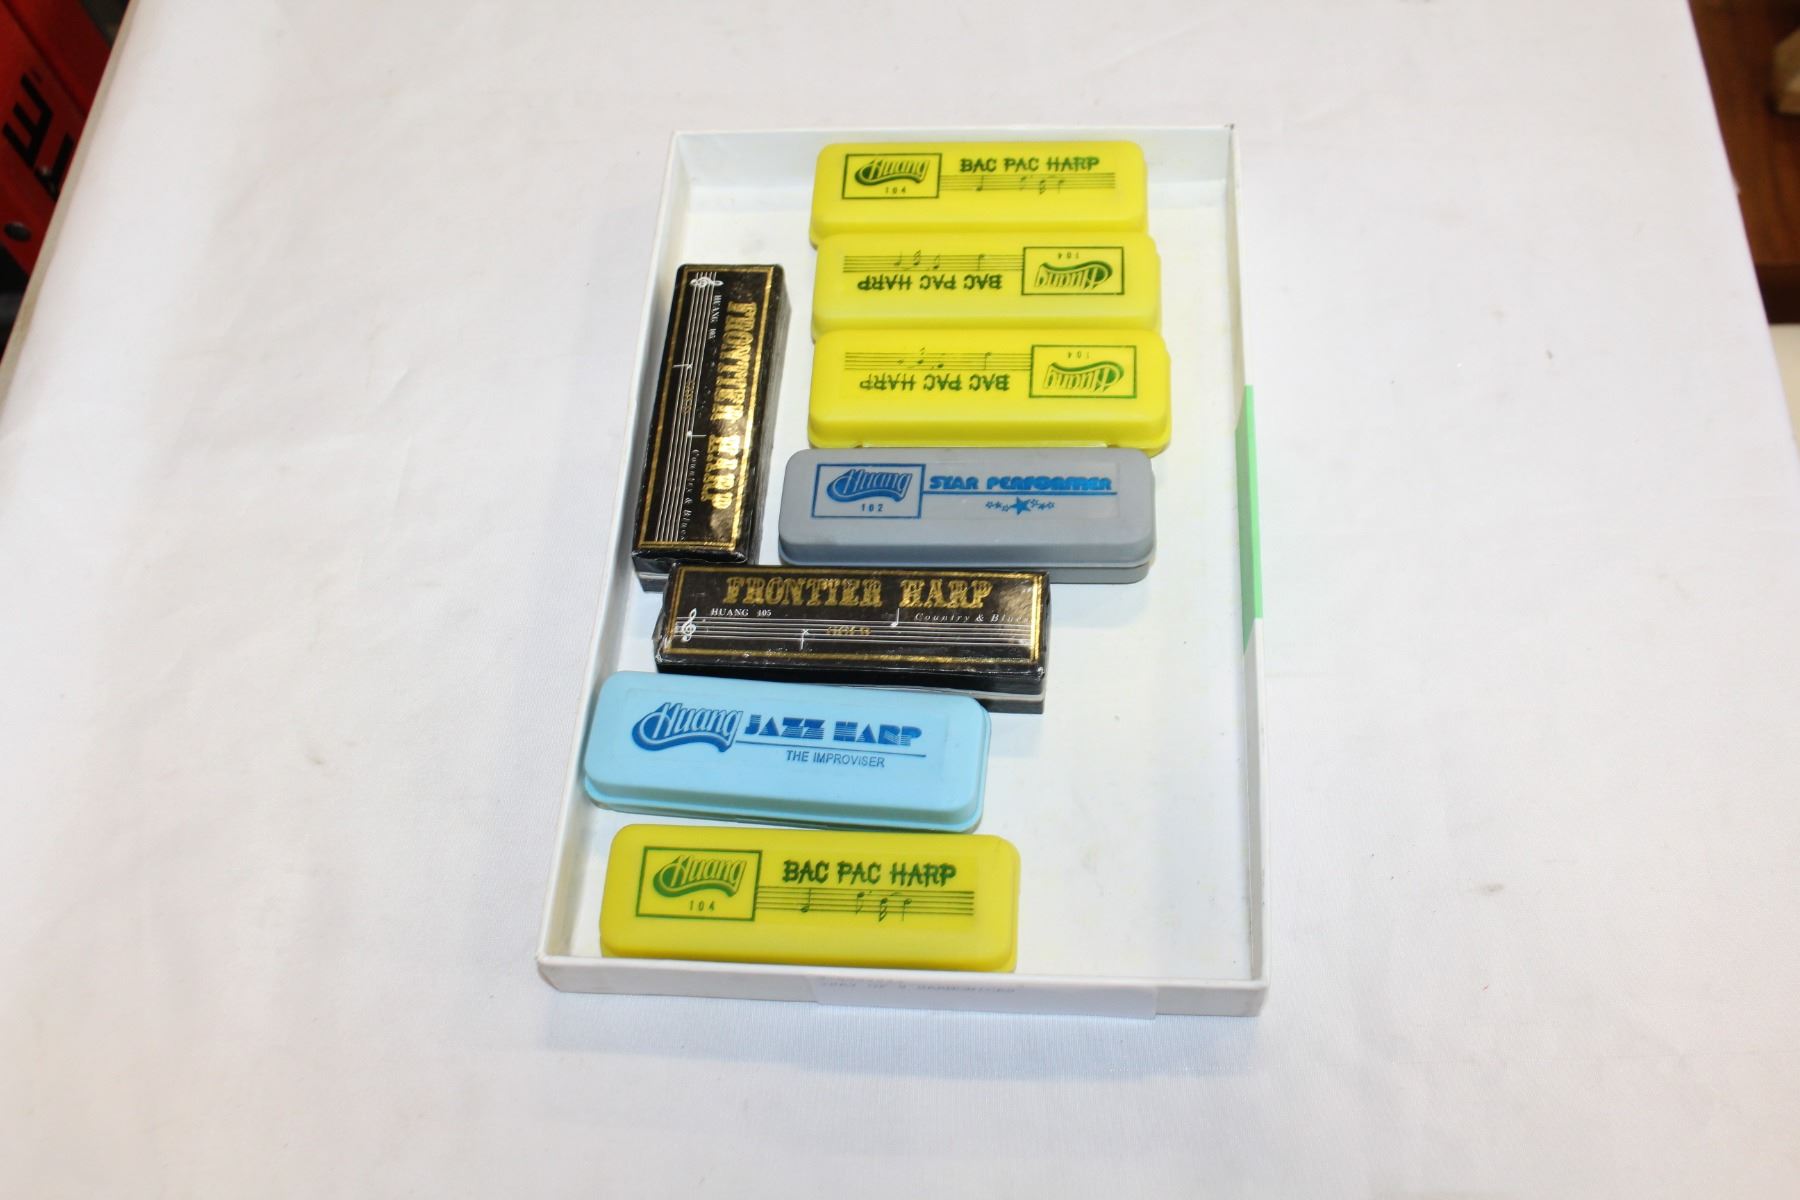 Huang
104
BAC PAC HARP
Huang
104
BAC PAC HARP
Huang
104
BAC PAC HARP
Huang
102
STAR PERFORMER
FRONTIER HARP
HUANG
Country & Blues
FRONTIER HARP
HUANG 405
Country & Blues
GOLD
Huang JAZZ HARP
THE IMPROVISER
Huang
104
BAC PAC HARP